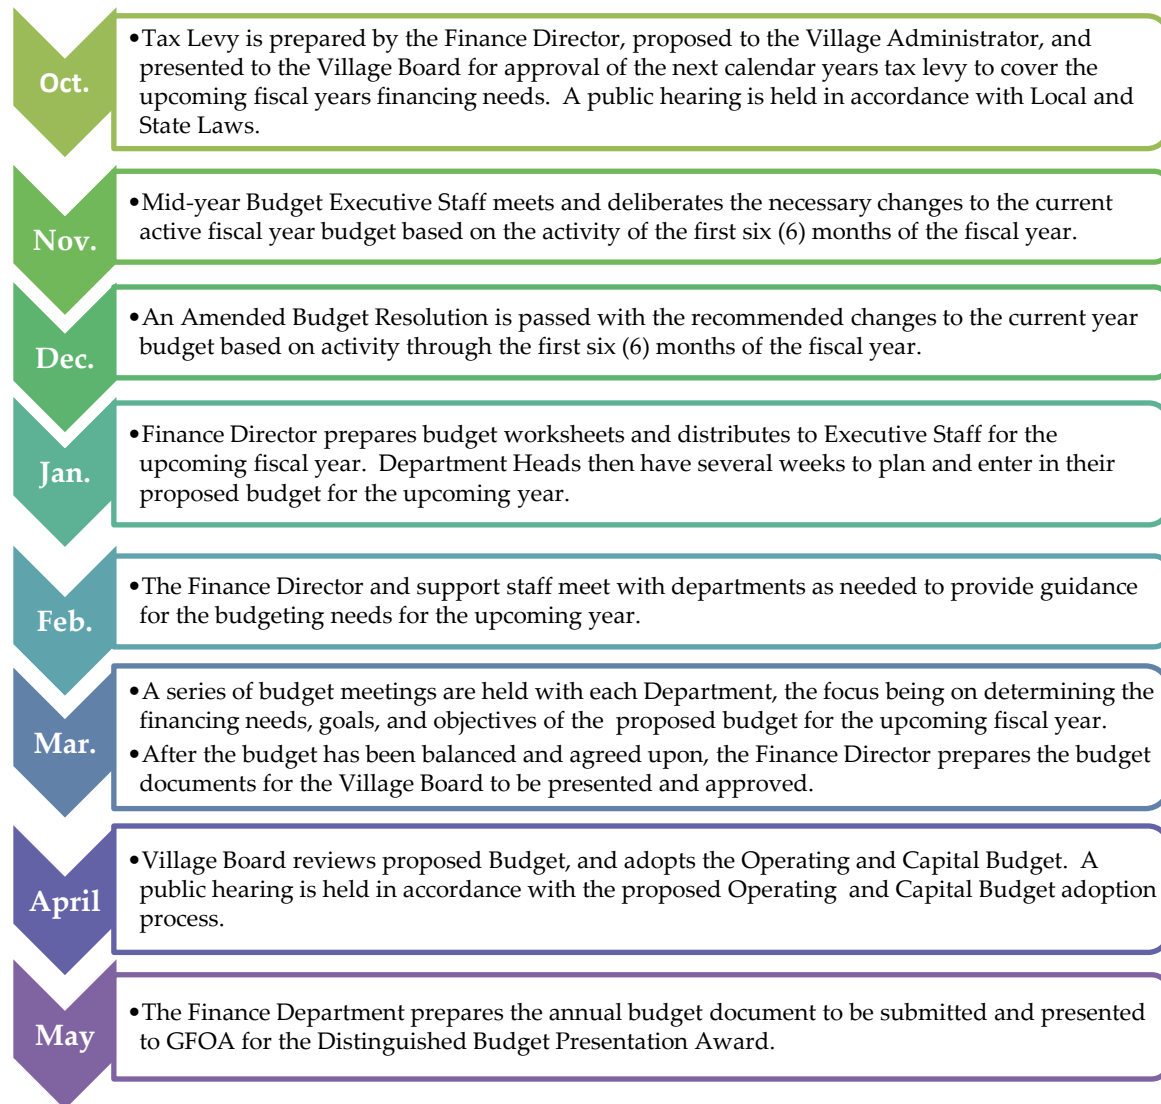 Oct.
•Tax Levy is prepared by the Finance Director, proposed to the Village Administrator, and
presented to the Village Board for approval of the next calendar years tax levy to cover the
upcoming fiscal years financing needs.  A public hearing is held in accordance with Local and
State Laws.
Nov.
•Mid-year Budget Executive Staff meets and deliberates the necessary changes to the current
active fiscal year budget based on the activity of the first six (6) months of the fiscal year.
Dec.
•An Amended Budget Resolution is passed with the recommended changes to the current year
budget based on activity through the first six (6) months of the fiscal year.
Jan.
•Finance Director prepares budget worksheets and distributes to Executive Staff for the
upcoming fiscal year.  Department Heads then have several weeks to plan and enter in their
proposed budget for the upcoming year.
Feb.
•The Finance Director and support staff meet with departments as needed to provide guidance
for the budgeting needs for the upcoming year.
Mar.
•A series of budget meetings are held with each Department, the focus being on determining the
financing needs, goals, and objectives of the  proposed budget for the upcoming fiscal year.
•After the budget has been balanced and agreed upon, the Finance Director prepares the budget
documents for the Village Board to be presented and approved.
April
•Village Board reviews proposed Budget, and adopts the Operating and Capital Budget.  A
public hearing is held in accordance with the proposed Operating  and Capital Budget adoption
process.
May
•The Finance Department prepares the annual budget document to be submitted and presented
to GFOA for the Distinguished Budget Presentation Award.